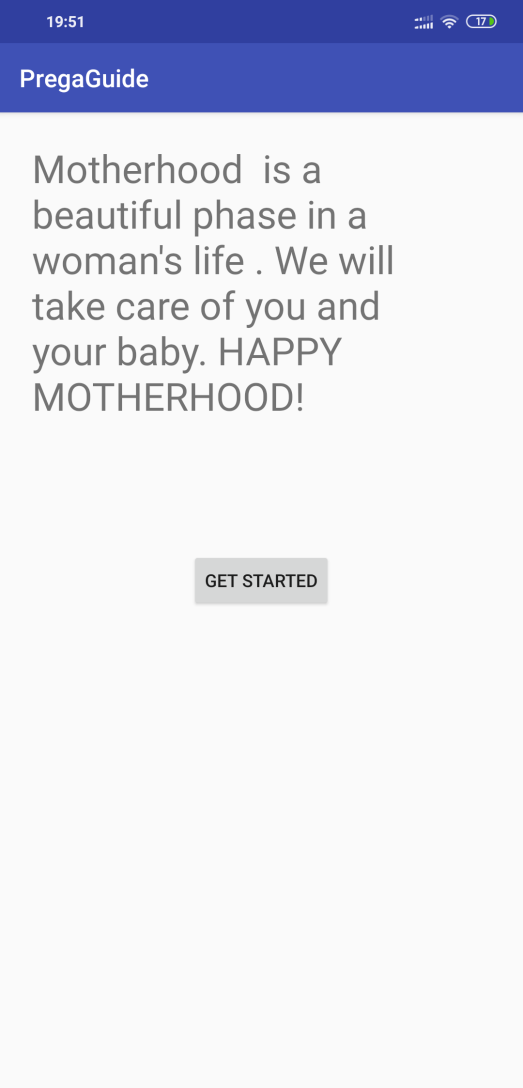 19:51
17
PregaGuide
Motherhood  is a
beautiful phase in a
woman's life . We will
take care of you and
your baby. HAPPY
MOTHERHOOD!
GET STARTED